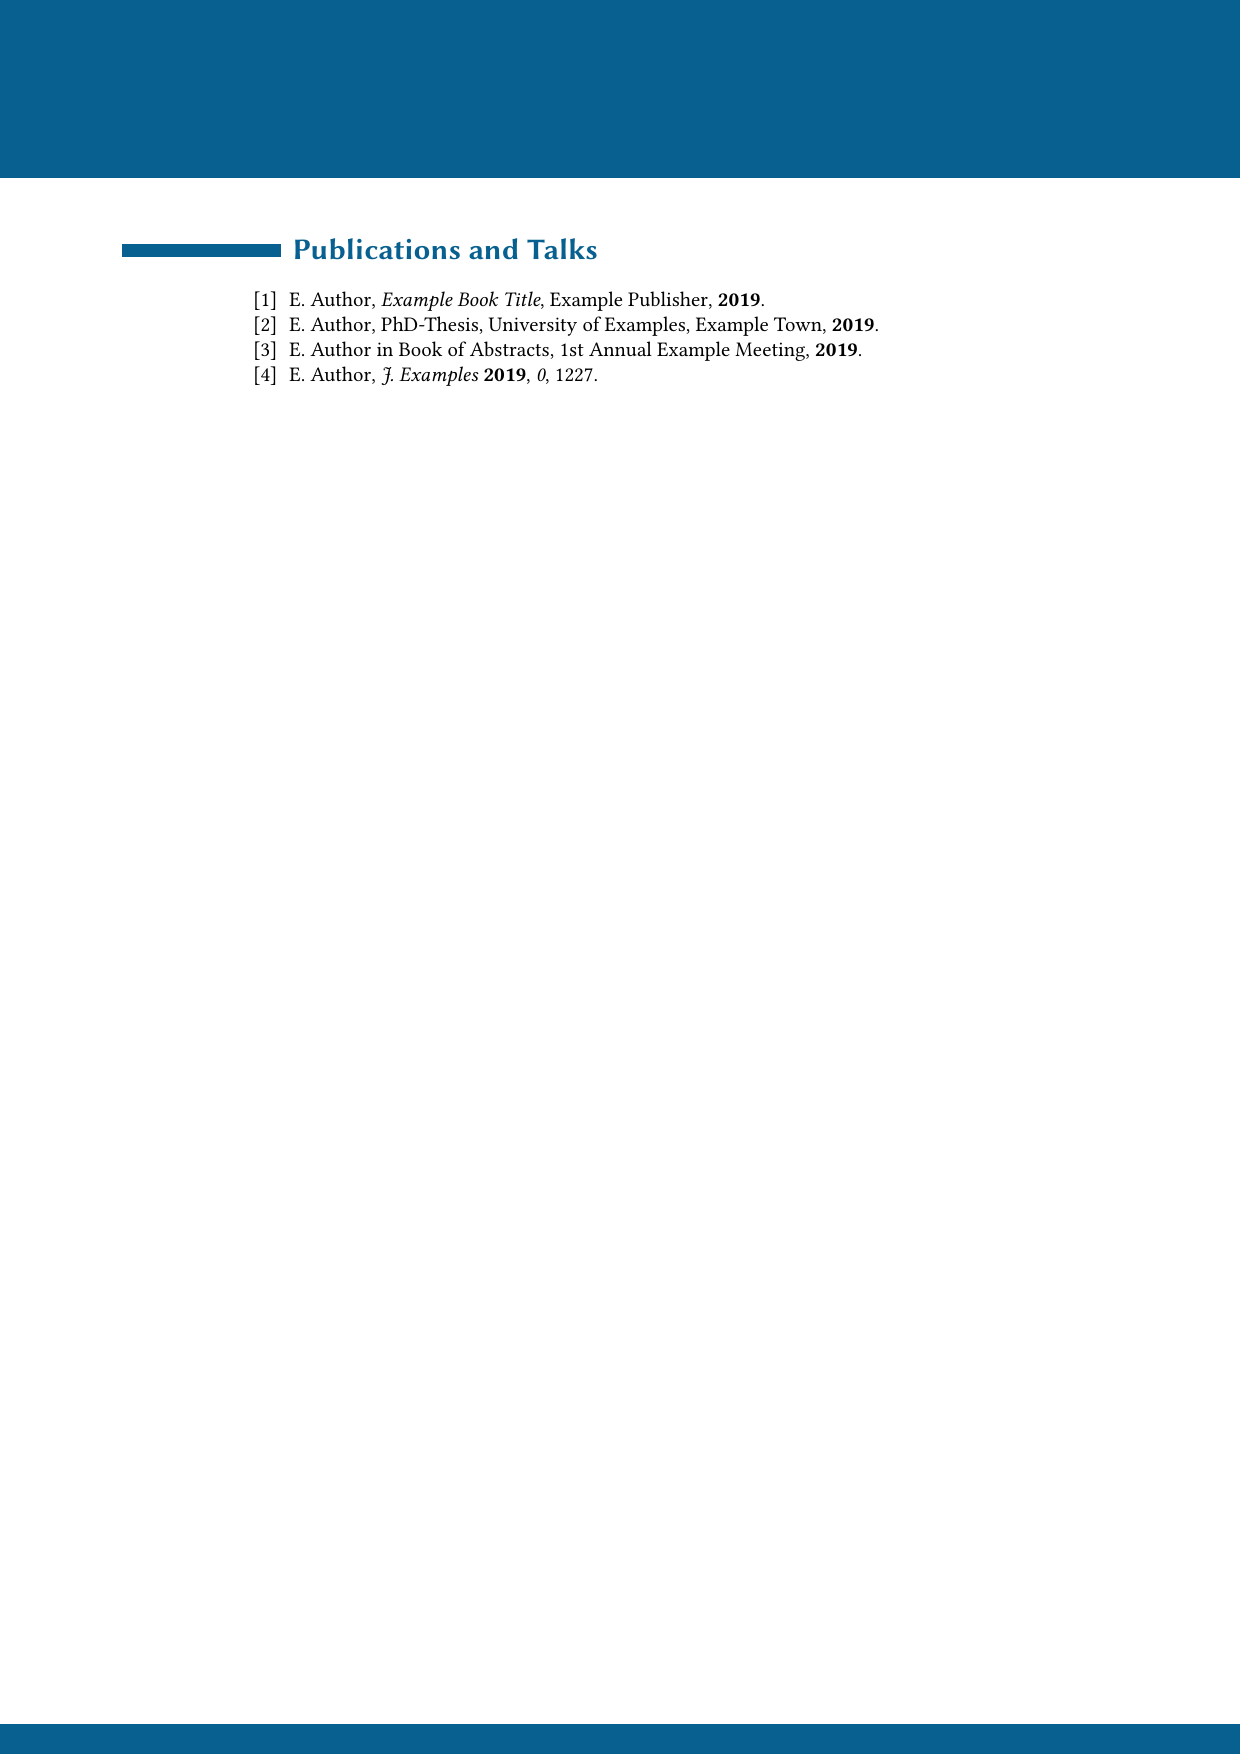 Publications and Talks
[1] E. Author, Example Book Title, Example Publisher, 2019.
[2] E. Author, PhD-Thesis, University of Examples, Example Town, 2019.
[3] E. Author in Book of Abstracts, 1st Annual Example Meeting, 2019.
[4] E. Author, J. Examples 2019, 0, 1227.